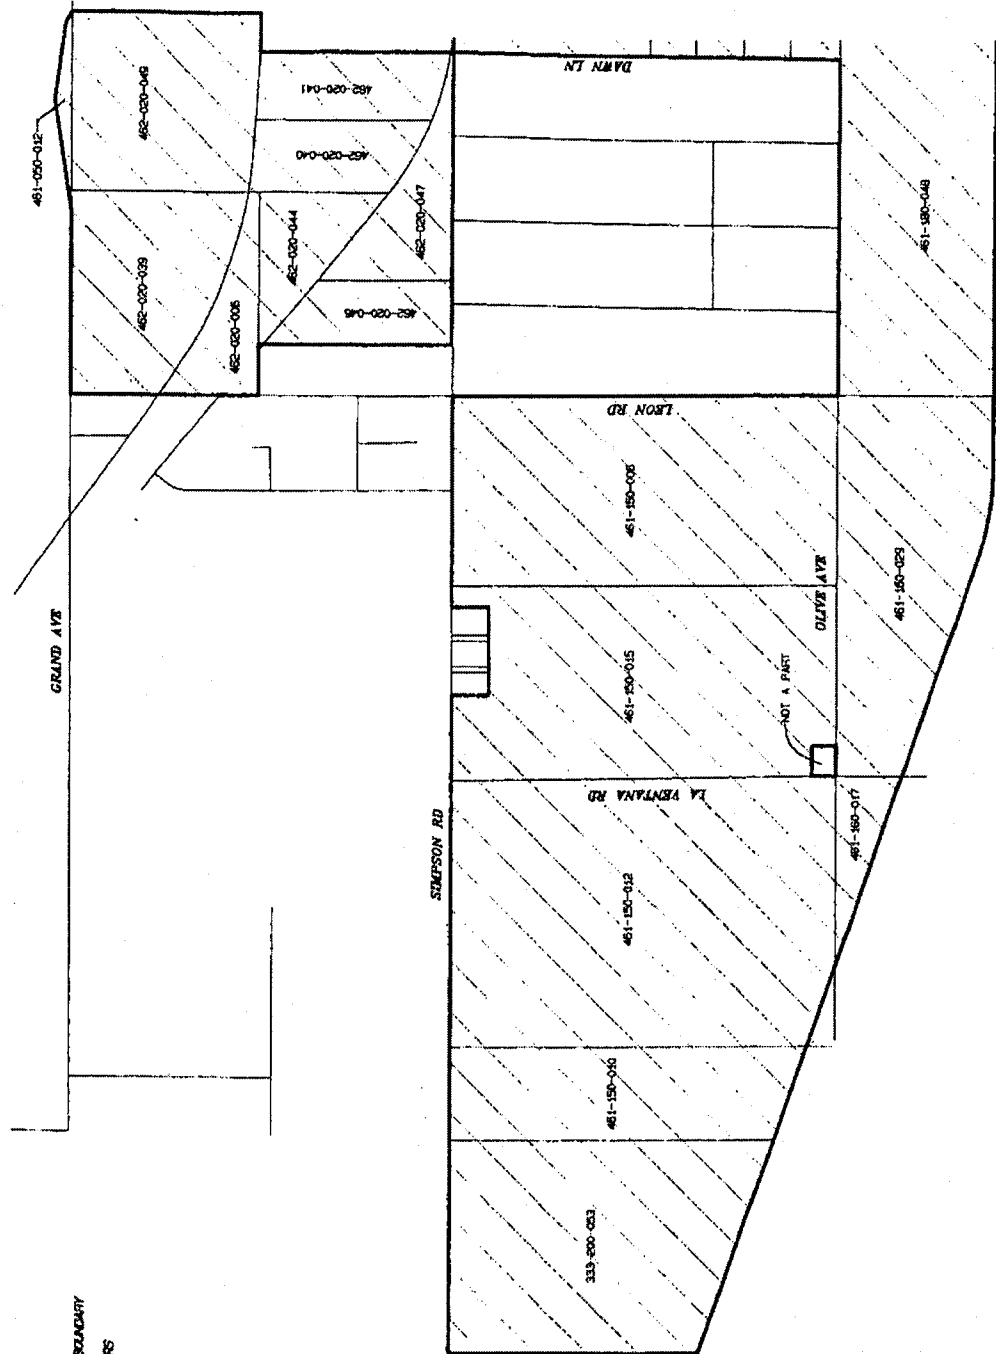 461-050-012
462-020-049
462-020-041
DAWN LN
462-020-040
462-020-039
462-020-044
462-020-047
461-180-048
462-020-006
462-020-046
LEON RD
461-150-008
GRAND AVE
461-150-015
OLIVE AVE
461-160-029
NOT A PART
SIMPSON RD
LA VENTANA RD
461-160-017
461-150-012
461-150-010
333-200-053
BOUNDARY
RS